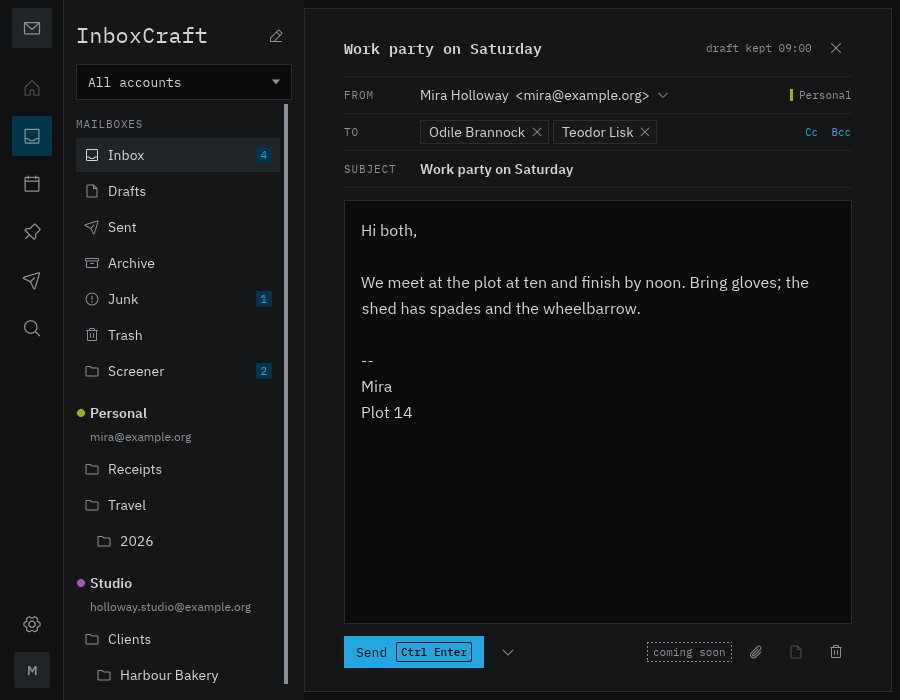 InboxCraft
All accounts
MAILBOXES
Inbox 4
Drafts
Sent
Archive
Junk 1
Trash
Screener 2
Personal
mira@example.org
Receipts
Travel
2026
Studio
holloway.studio@example.org
Clients
Harbour Bakery
M
Work party on Saturday
draft kept 09:00
FROM Mira Holloway <mira@example.org> Personal
TO Odile Brannock Teodor Lisk Cc Bcc
SUBJECT Work party on Saturday
Hi both,
We meet at the plot at ten and finish by noon. Bring gloves; the
shed has spades and the wheelbarrow.
--
Mira
Plot 14
Send Ctrl Enter
coming soon